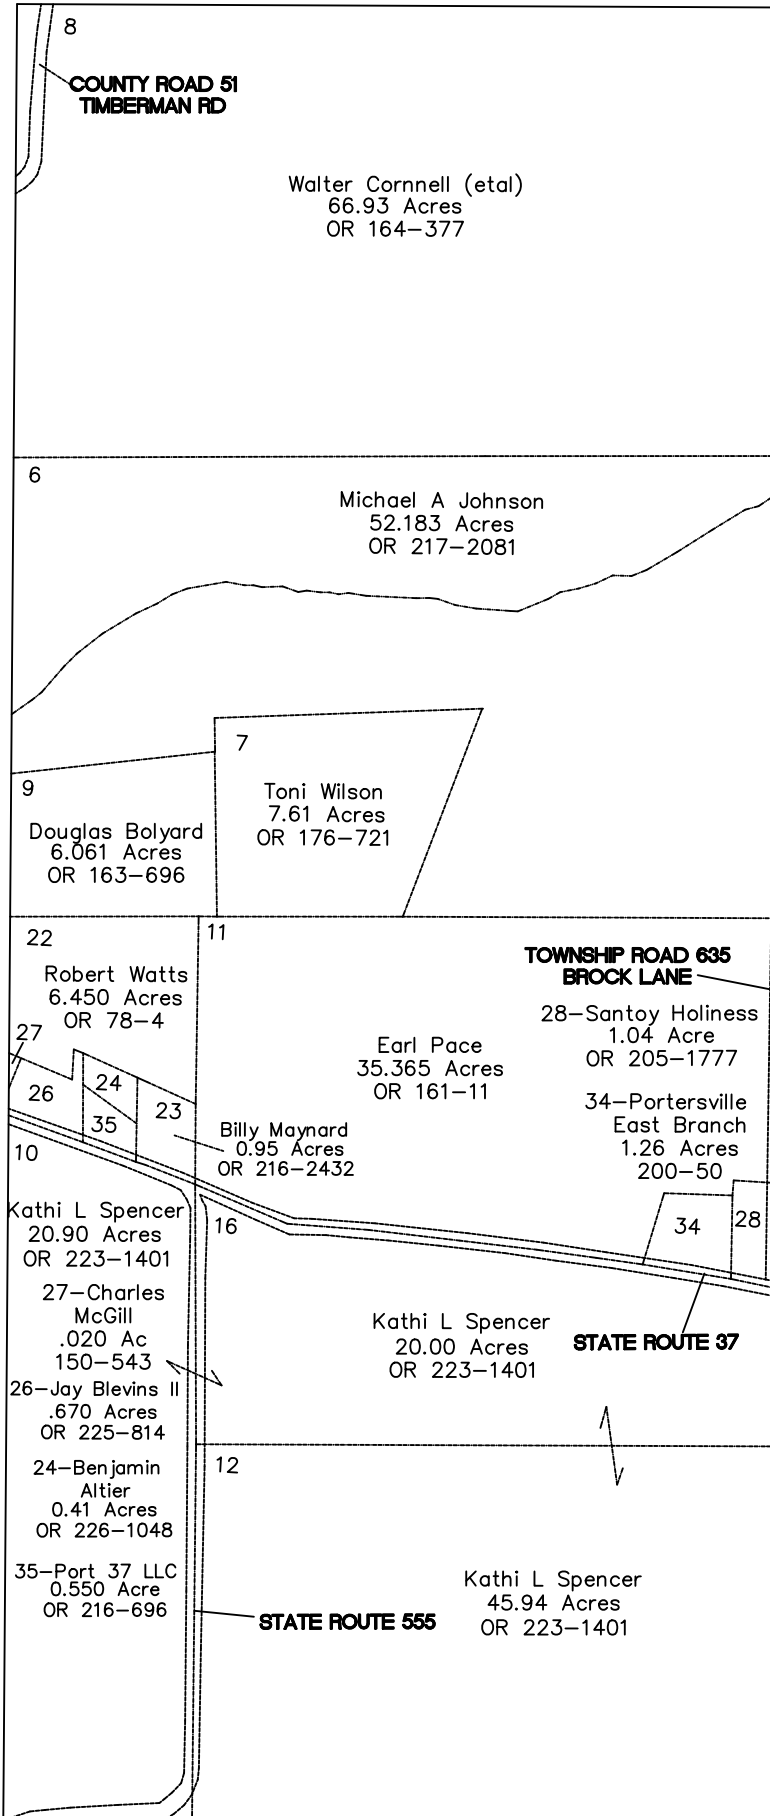 8
COUNTY ROAD 51
TIMBERMAN RD
Walter Cornnell (etal)
66.93 Acres
OR 164-377
6
Michael A Johnson
52.183 Acres
OR 217-2081
7
Toni Wilson
7.61 Acres
OR 176-721
9
Douglas Bolyard
6.061 Acres
OR 163-696
22
Robert Watts
6.450 Acres
OR 78-4
11
TOWNSHIP ROAD 635
BROCK LANE
28-Santoy Holiness
1.04 Acre
OR 205-1777
Earl Pace
35.365 Acres
OR 161-11
34-Portersville
East Branch
1.26 Acres
200-50
27
26
24
35
23
Billy Maynard
0.95 Acres
OR 216-2432
34
28
10
Kathi L Spencer
20.90 Acres
OR 223-1401
16
Kathi L Spencer
20.00 Acres
OR 223-1401
STATE ROUTE 37
27-Charles
McGill
.020 Ac
150-543
26-Jay Blevins II
.670 Acres
OR 225-814
24-Benjamin
Altier
0.41 Acres
OR 226-1048
35-Port 37 LLC
0.550 Acre
OR 216-696
12
Kathi L Spencer
45.94 Acres
OR 223-1401
STATE ROUTE 555